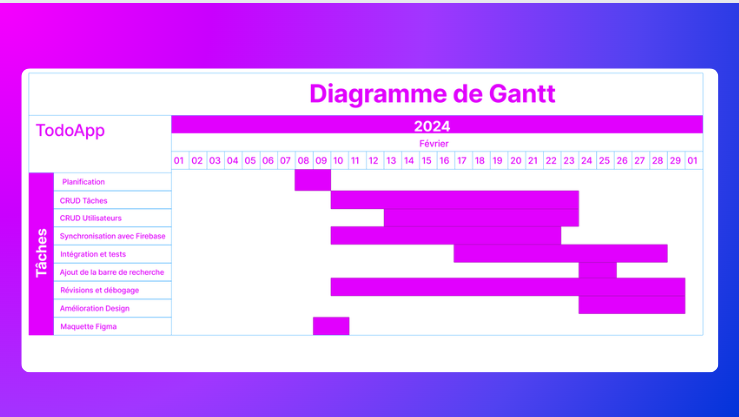 Diagramme de Gantt
TodoApp
2024
Février
01 02 03 04 05 06 07 08 09 10 11 12 13 14 15 16 17 18 19 20 21 22 23 24 25 26 27 28 29 01
Tâches
Planification
CRUD Tâches
CRUD Utilisateurs
Synchronisation avec Firebase
Intégration et tests
Ajout de la barre de recherche
Révisions et débogage
Amélioration Design
Maquette Figma